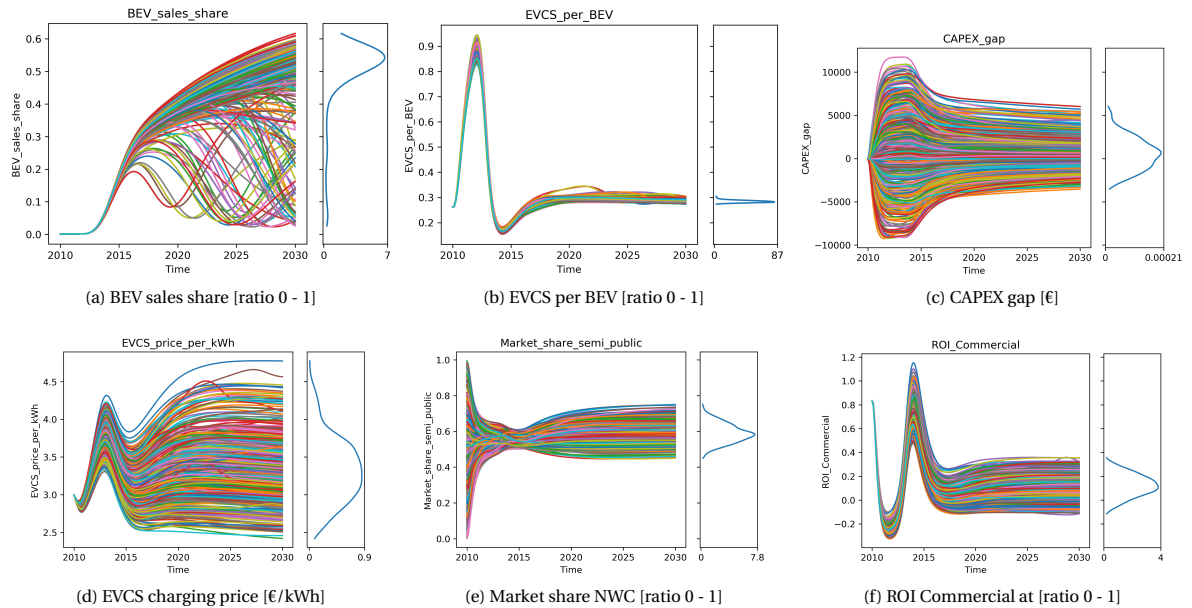 BEV_sales_share
0.6
0.5
0.4
0.3
0.2
0.1
0.0
BEV_sales_share
2010 2015 2020 2025 2030
Time
0 7
(a) BEV sales share [ratio 0 - 1]
EVCS_per_BEV
0.9
0.8
0.7
0.6
0.5
0.4
0.3
0.2
EVCS_per_BEV
2010 2015 2020 2025 2030
Time
0 87
(b) EVCS per BEV [ratio 0 - 1]
CAPEX_gap
10000
5000
0
−5000
−10000
CAPEX_gap
2010 2015 2020 2025 2030
Time
0 0.00021
(c) CAPEX gap [€]
EVCS_price_per_kWh
4.5
4.0
3.5
3.0
2.5
EVCS_price_per_kWh
2010 2015 2020 2025 2030
Time
0 0.9
(d) EVCS charging price [€/kWh]
Market_share_semi_public
1.0
0.8
0.6
0.4
0.2
0.0
Market_share_semi_public
2010 2015 2020 2025 2030
Time
0 7.8
(e) Market share NWC [ratio 0 - 1]
ROI_Commercial
1.2
1.0
0.8
0.6
0.4
0.2
0.0
−0.2
ROI_Commercial
2010 2015 2020 2025 2030
Time
0 4
(f) ROI Commercial at [ratio 0 - 1]